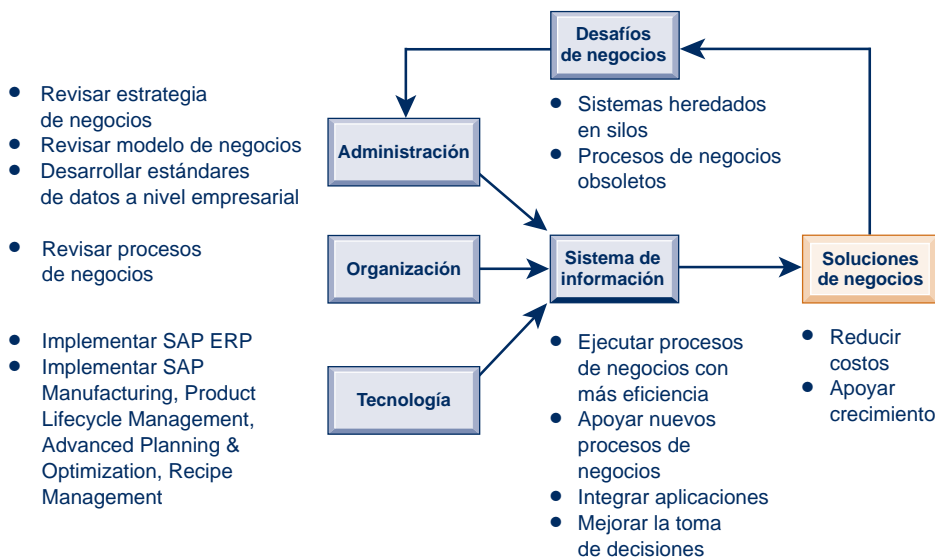 Desafíos
de negocios
Sistemas heredados
en silos
Procesos de negocios
obsoletos
● Revisar estrategia
de negocios
● Revisar modelo de negocios
● Desarrollar estándares
de datos a nivel empresarial
Administración
● Revisar procesos
de negocios
Organización
Sistema de
información
Soluciones
de negocios
● Implementar SAP ERP
● Implementar SAP
Manufacturing, Product
Lifecycle Management,
Advanced Planning &
Optimization, Recipe
Management
Tecnología
● Ejecutar procesos
de negocios con
más eficiencia
● Apoyar nuevos
procesos de
negocios
● Integrar aplicaciones
● Mejorar la toma
de decisiones
● Reducir
costos
● Apoyar
crecimiento